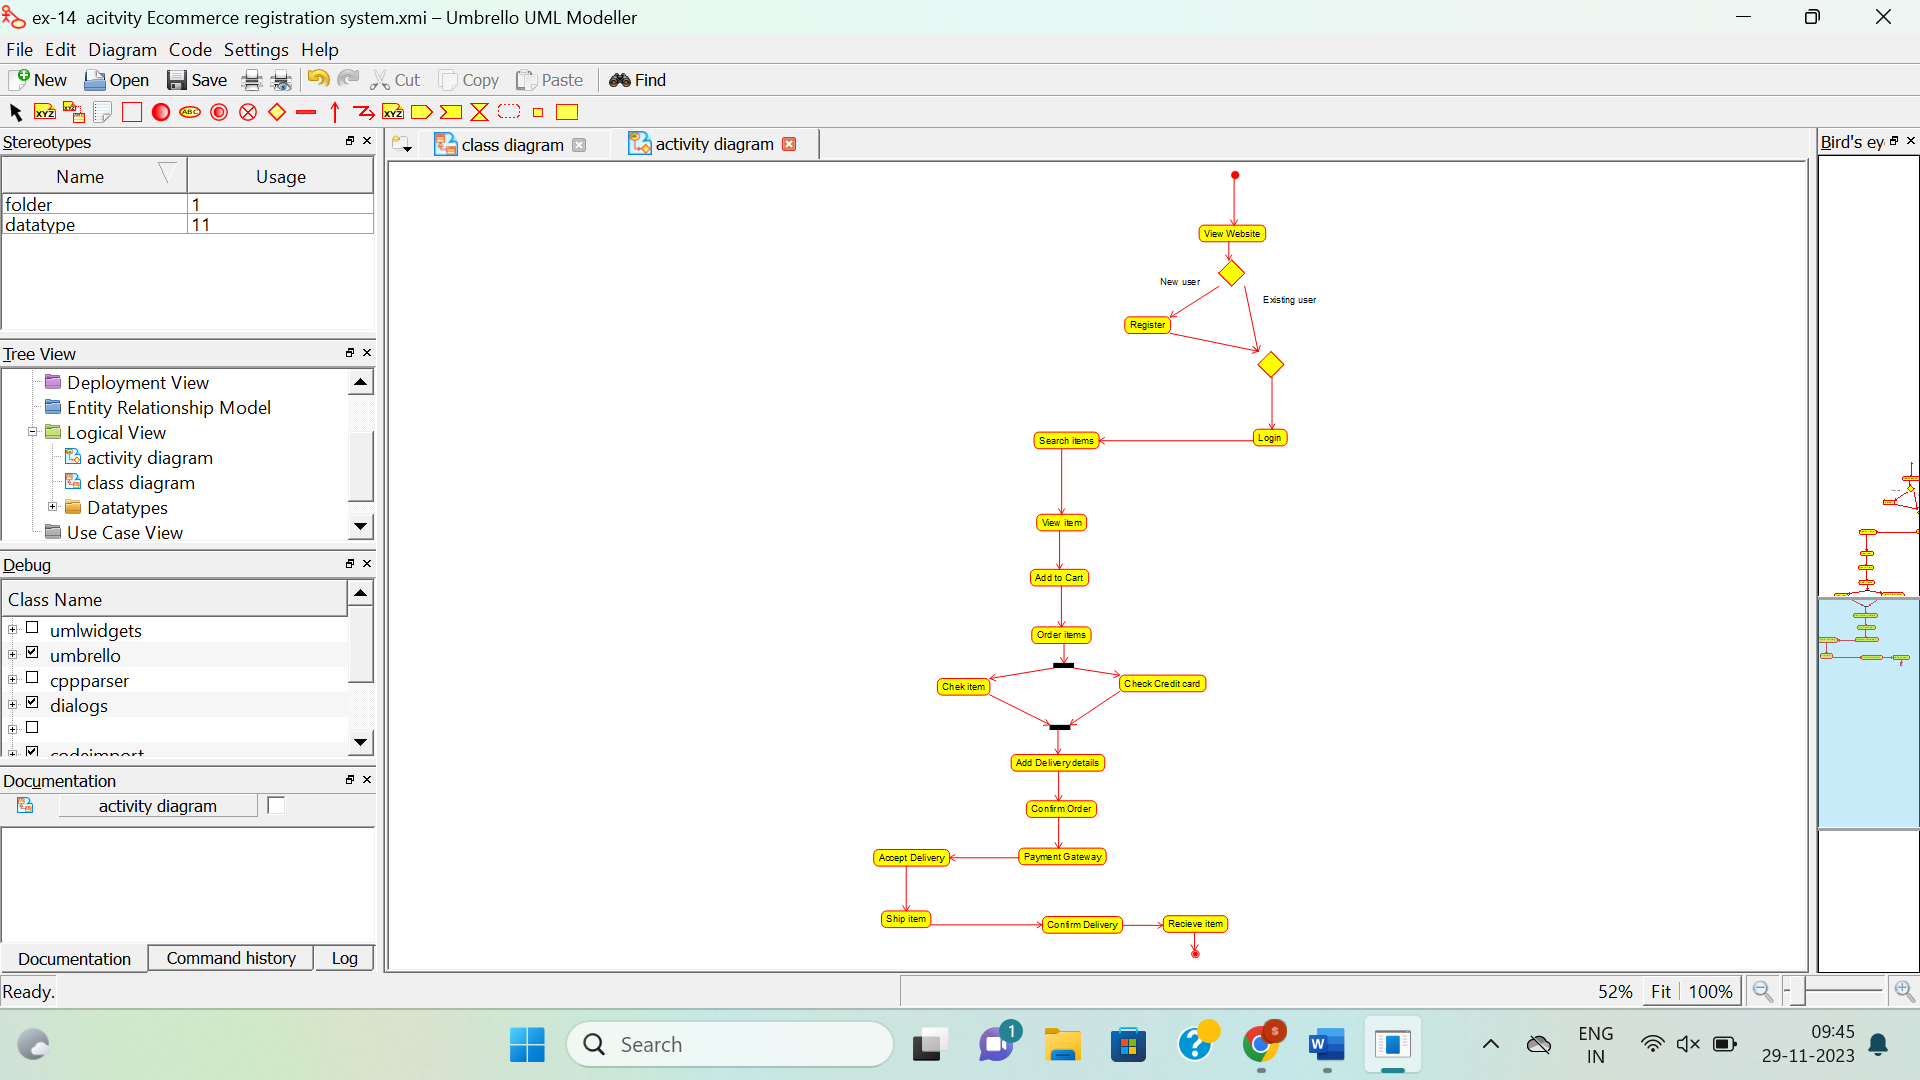 ex-14 acitvity Ecommerce registration system.xmi – Umbrello UML Modeller
File Edit Diagram Code Settings Help
New Open Save Cut Copy Paste Find
XYZ ABC XYZ
Stereotypes
Name Usage
folder 1
datatype 11
Tree View
Deployment View
Entity Relationship Model
Logical View
activity diagram
class diagram
Datatypes
Use Case View
Debug
Class Name
umlwidgets
umbrello
cppparser
dialogs
codeimport
Documentation
activity diagram
Documentation Command history Log
Ready.
class diagram activity diagram
View Website
New user
Existing user
Register
Login
Search items
View item
Add to Cart
Order items
Chek item
Check Credit card
Add Delivery details
Confirm Order
Payment Gateway
Accept Delivery
Ship item
Confirm Delivery
Recieve item
Bird's ey
52% Fit 100%
Search
1
S
W
ENG
IN
09:45
29-11-2023